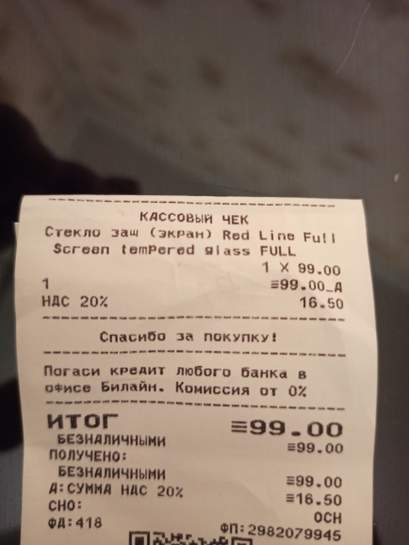 КАССОВЫЙ ЧЕК
Стекло защ (экран) Red Line Full
Screen tempered glass FULL
1 X 99.00
1 ≡99.00_А
НДС 20% 16.50
Спасибо за покупку!
Погаси кредит любого банка в
офисе Билайн. Комиссия от 0%
ИТОГ ≡99.00
БЕЗНАЛИЧНЫМИ ≡99.00
ПОЛУЧЕНО:
БЕЗНАЛИЧНЫМИ ≡99.00
А:СУММА НДС 20% ≡16.50
СНО: ОСН
ФД:418 ФП:2982079945